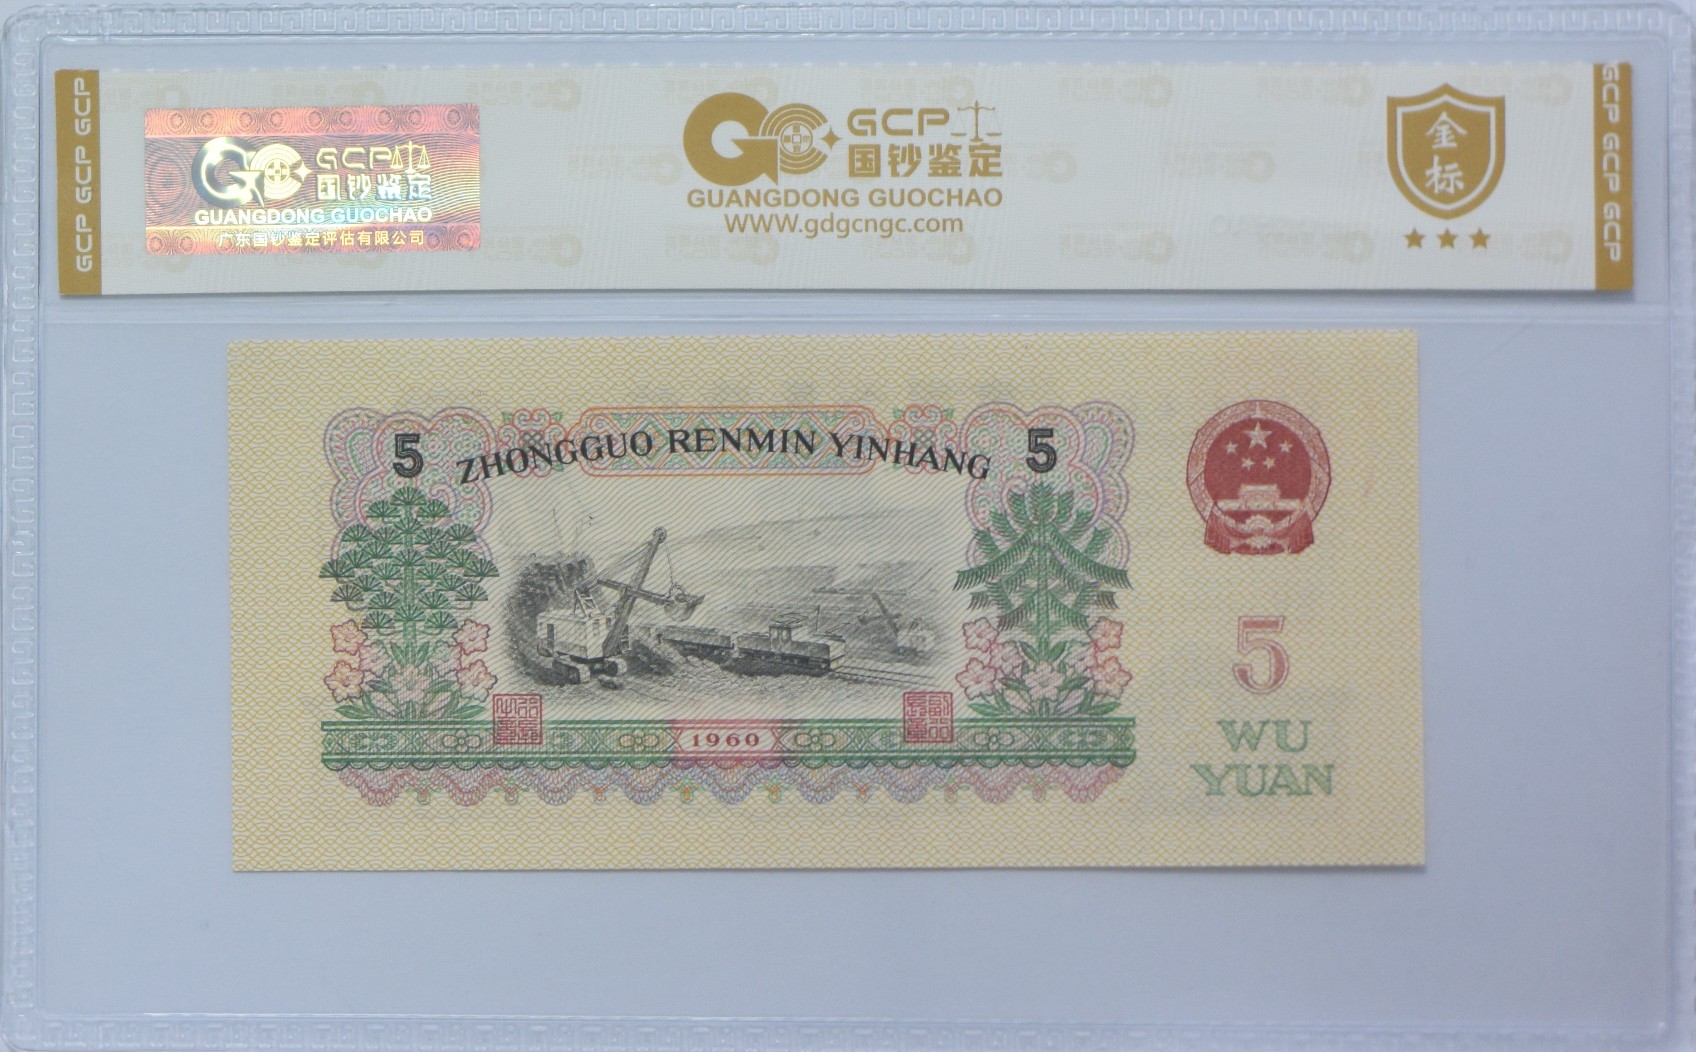 GCP GCP GCP
GCP
国钞鉴定
GUANGDONG GUOCHAO
广东国钞鉴定评估有限公司
GCP
国钞鉴定
GUANGDONG GUOCHAO
WWW.gdgcngc.com
金
标
GCP GCP GCP
5
ZHONGGUO RENMIN YINHANG
5
5
WU
YUAN
1960